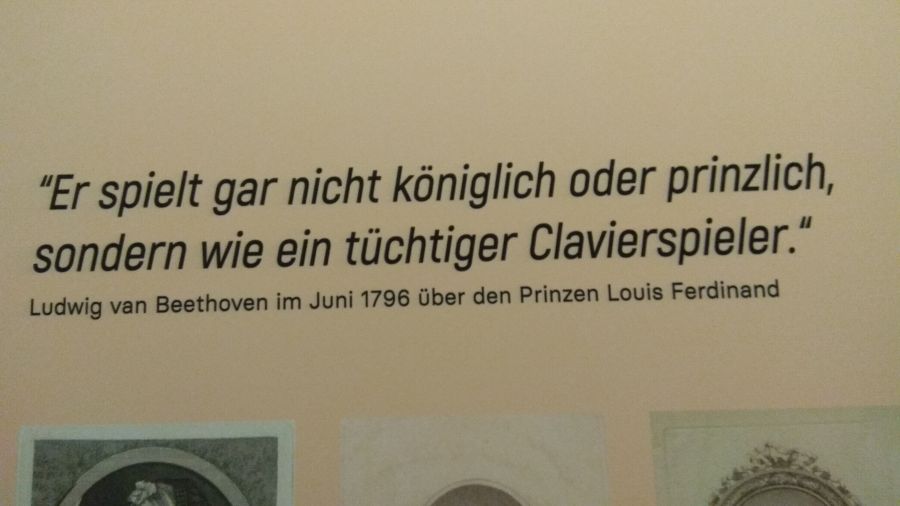 “Er spielt gar nicht königlich oder prinzlich,
sondern wie ein tüchtiger Clavierspieler.“
Ludwig van Beethoven im Juni 1796 über den Prinzen Louis Ferdinand